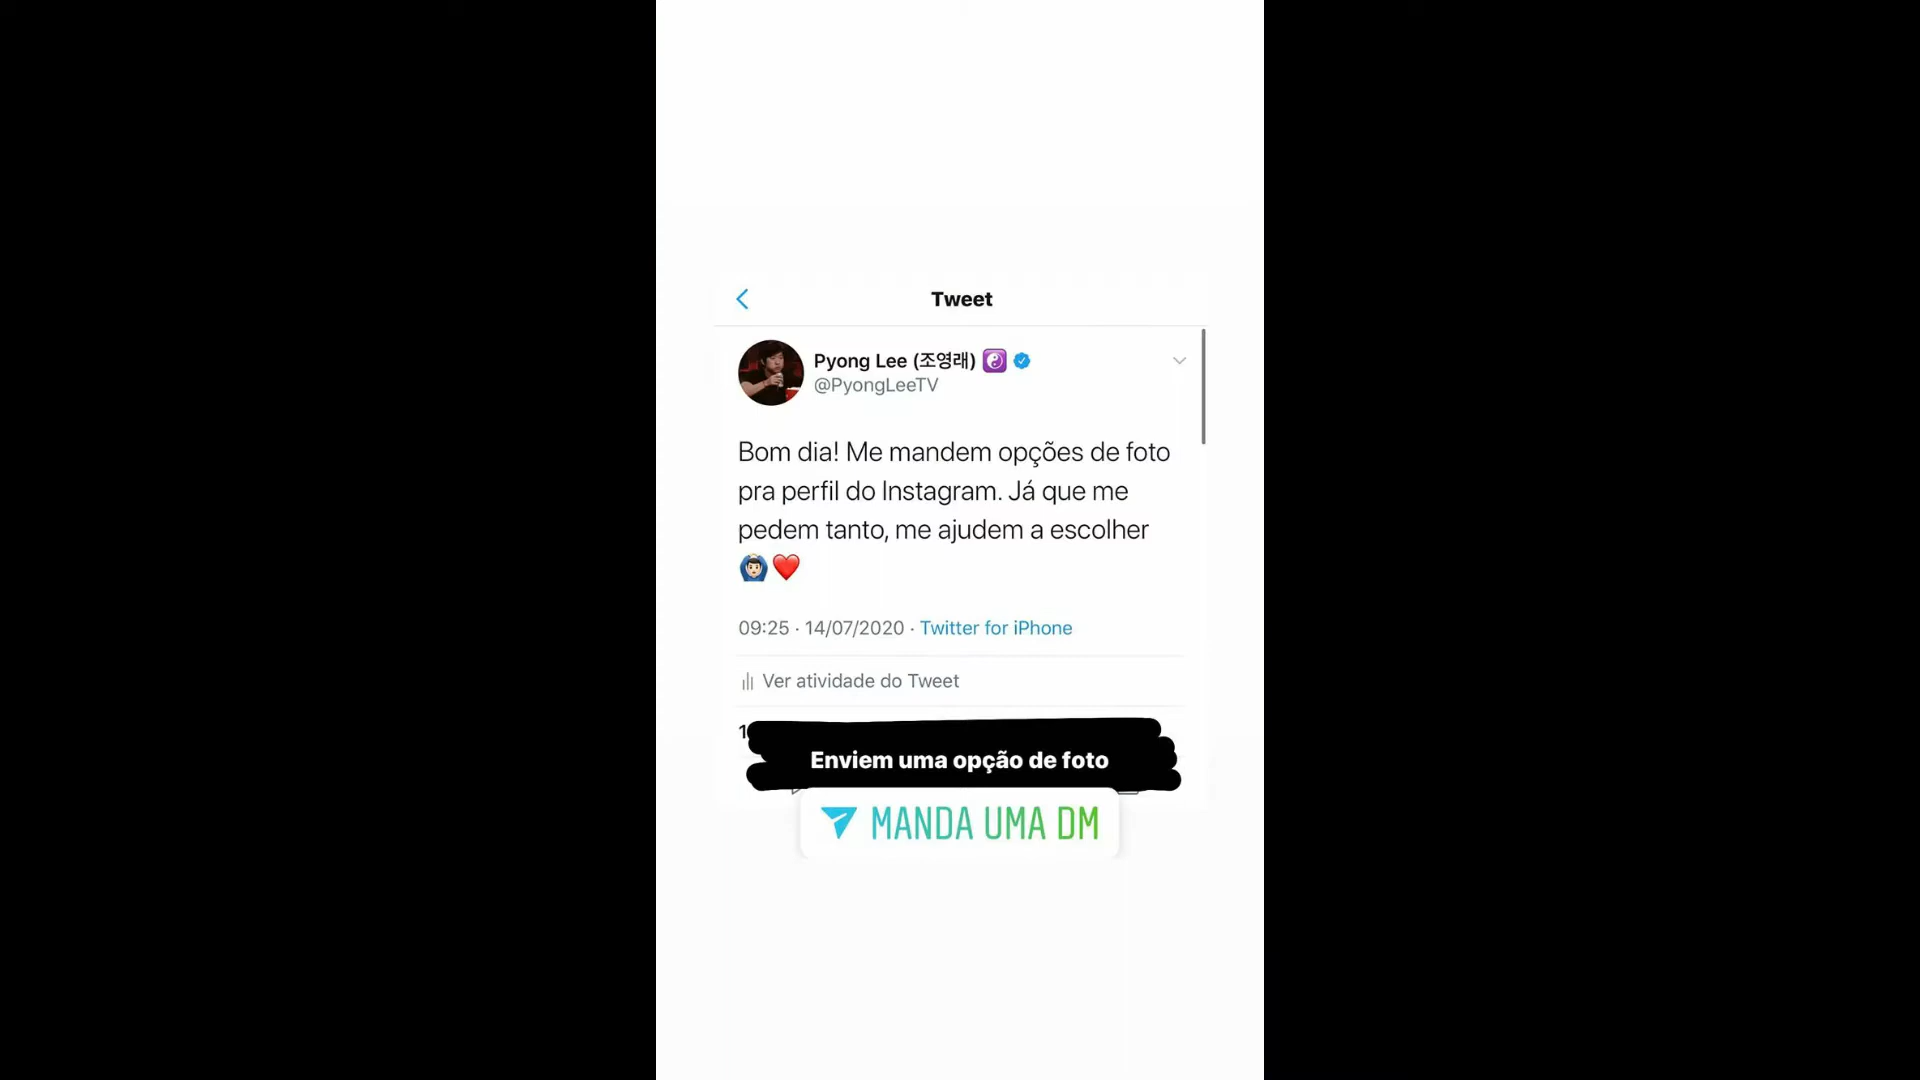 Tweet
Pyong Lee (조영래) ☯️
@PyongLeeTV
Bom dia! Me mandem opções de foto
pra perfil do Instagram. Já que me
pedem tanto, me ajudem a escolher
🙆🏻‍♂️❤️
09:25 · 14/07/2020 · Twitter for iPhone
Ver atividade do Tweet
Enviem uma opção de foto
MANDA UMA DM